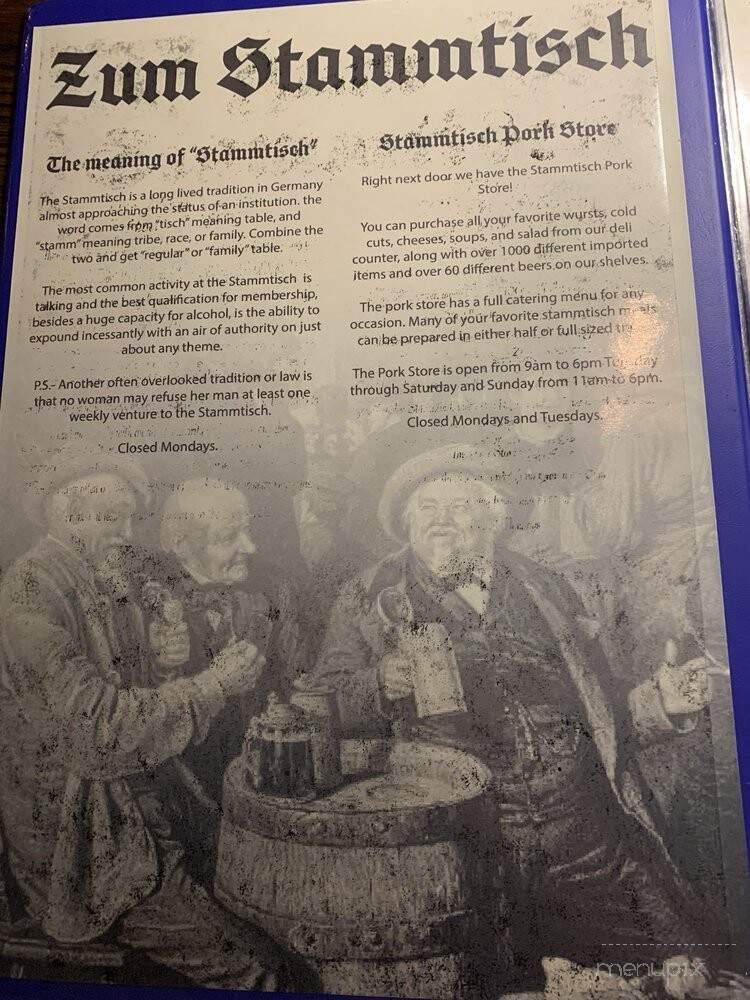 Zum Stammtisch
The meaning of "Stammtisch"
The Stammtisch is a long lived tradition in Germany
almost approaching the status of an institution. the
word comes from "tisch" meaning table, and
"stamm" meaning tribe, race, or family. Combine the
two and get "regular" or "family" table.
The most common activity at the Stammtisch is
talking and the best qualification for membership,
besides a huge capacity for alcohol, is the ability to
expound incessantly with an air of authority on just
about any theme.
P.S.- Another often overlooked tradition or law is
that no woman may refuse her man at least one
weekly venture to the Stammtisch.
Closed Mondays.
Stammtisch Pork Store
Right next door we have the Stammtisch Pork
Store!
You can purchase all your favorite wursts, cold
cuts, cheeses, soups, and salad from our deli
counter, along with over 1000 different imported
items and over 60 different beers on our shelves.
The pork store has a full catering menu for any
occasion. Many of your favorite stammtisch meals
can be prepared in either half or full sized
The Pork Store is open from 9am to 6pm Tuesday
through Saturday and Sunday from 11am to 6pm.
Closed Mondays and Tuesdays.
menupix